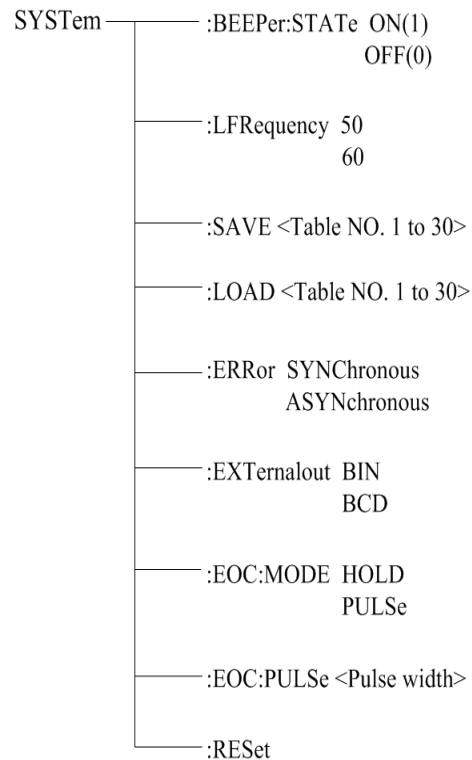 SYSTem :BEEPer:STATe ON(1)
OFF(0)
:LFRequency 50
60
:SAVE <Table NO. 1 to 30>
:LOAD <Table NO. 1 to 30>
:ERRor SYNChronous
ASYNchronous
:EXTernalout BIN
BCD
:EOC:MODE HOLD
PULSe
:EOC:PULSe <Pulse width>
:RESet